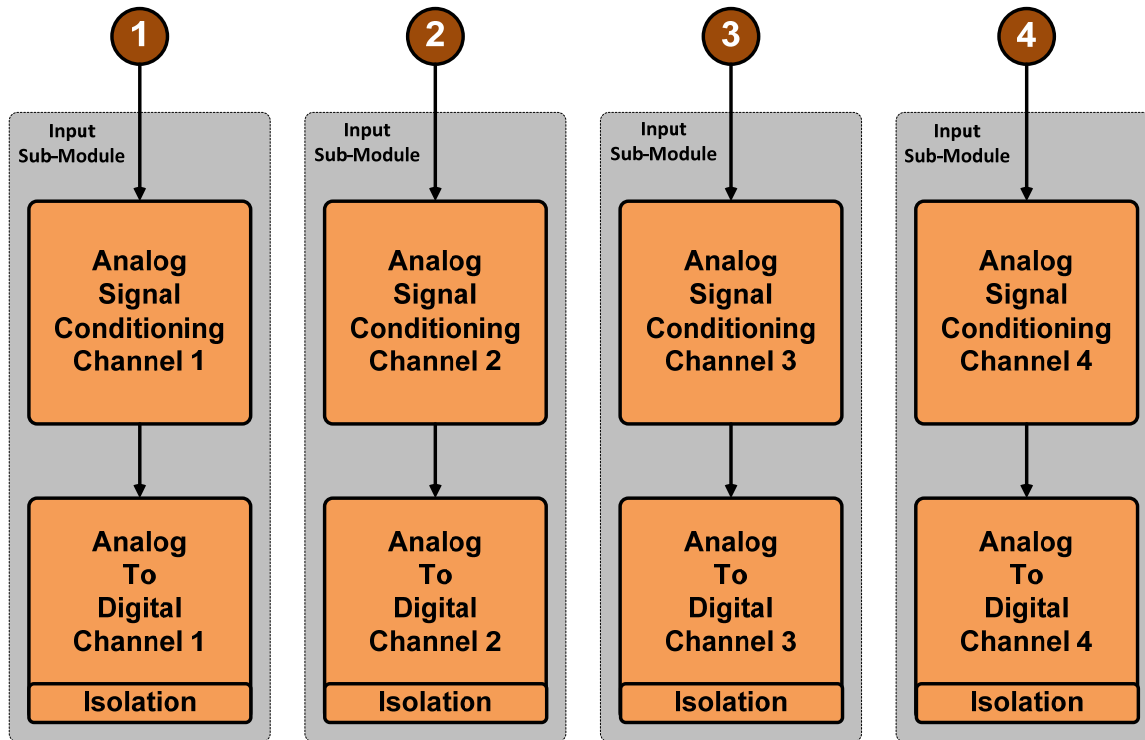 1
2
3
4
Input
Sub-Module
Input
Sub-Module
Input
Sub-Module
Input
Sub-Module
Analog
Signal
Conditioning
Channel 1
Analog
Signal
Conditioning
Channel 2
Analog
Signal
Conditioning
Channel 3
Analog
Signal
Conditioning
Channel 4
Analog
To
Digital
Channel 1
Analog
To
Digital
Channel 2
Analog
To
Digital
Channel 3
Analog
To
Digital
Channel 4
Isolation
Isolation
Isolation
Isolation